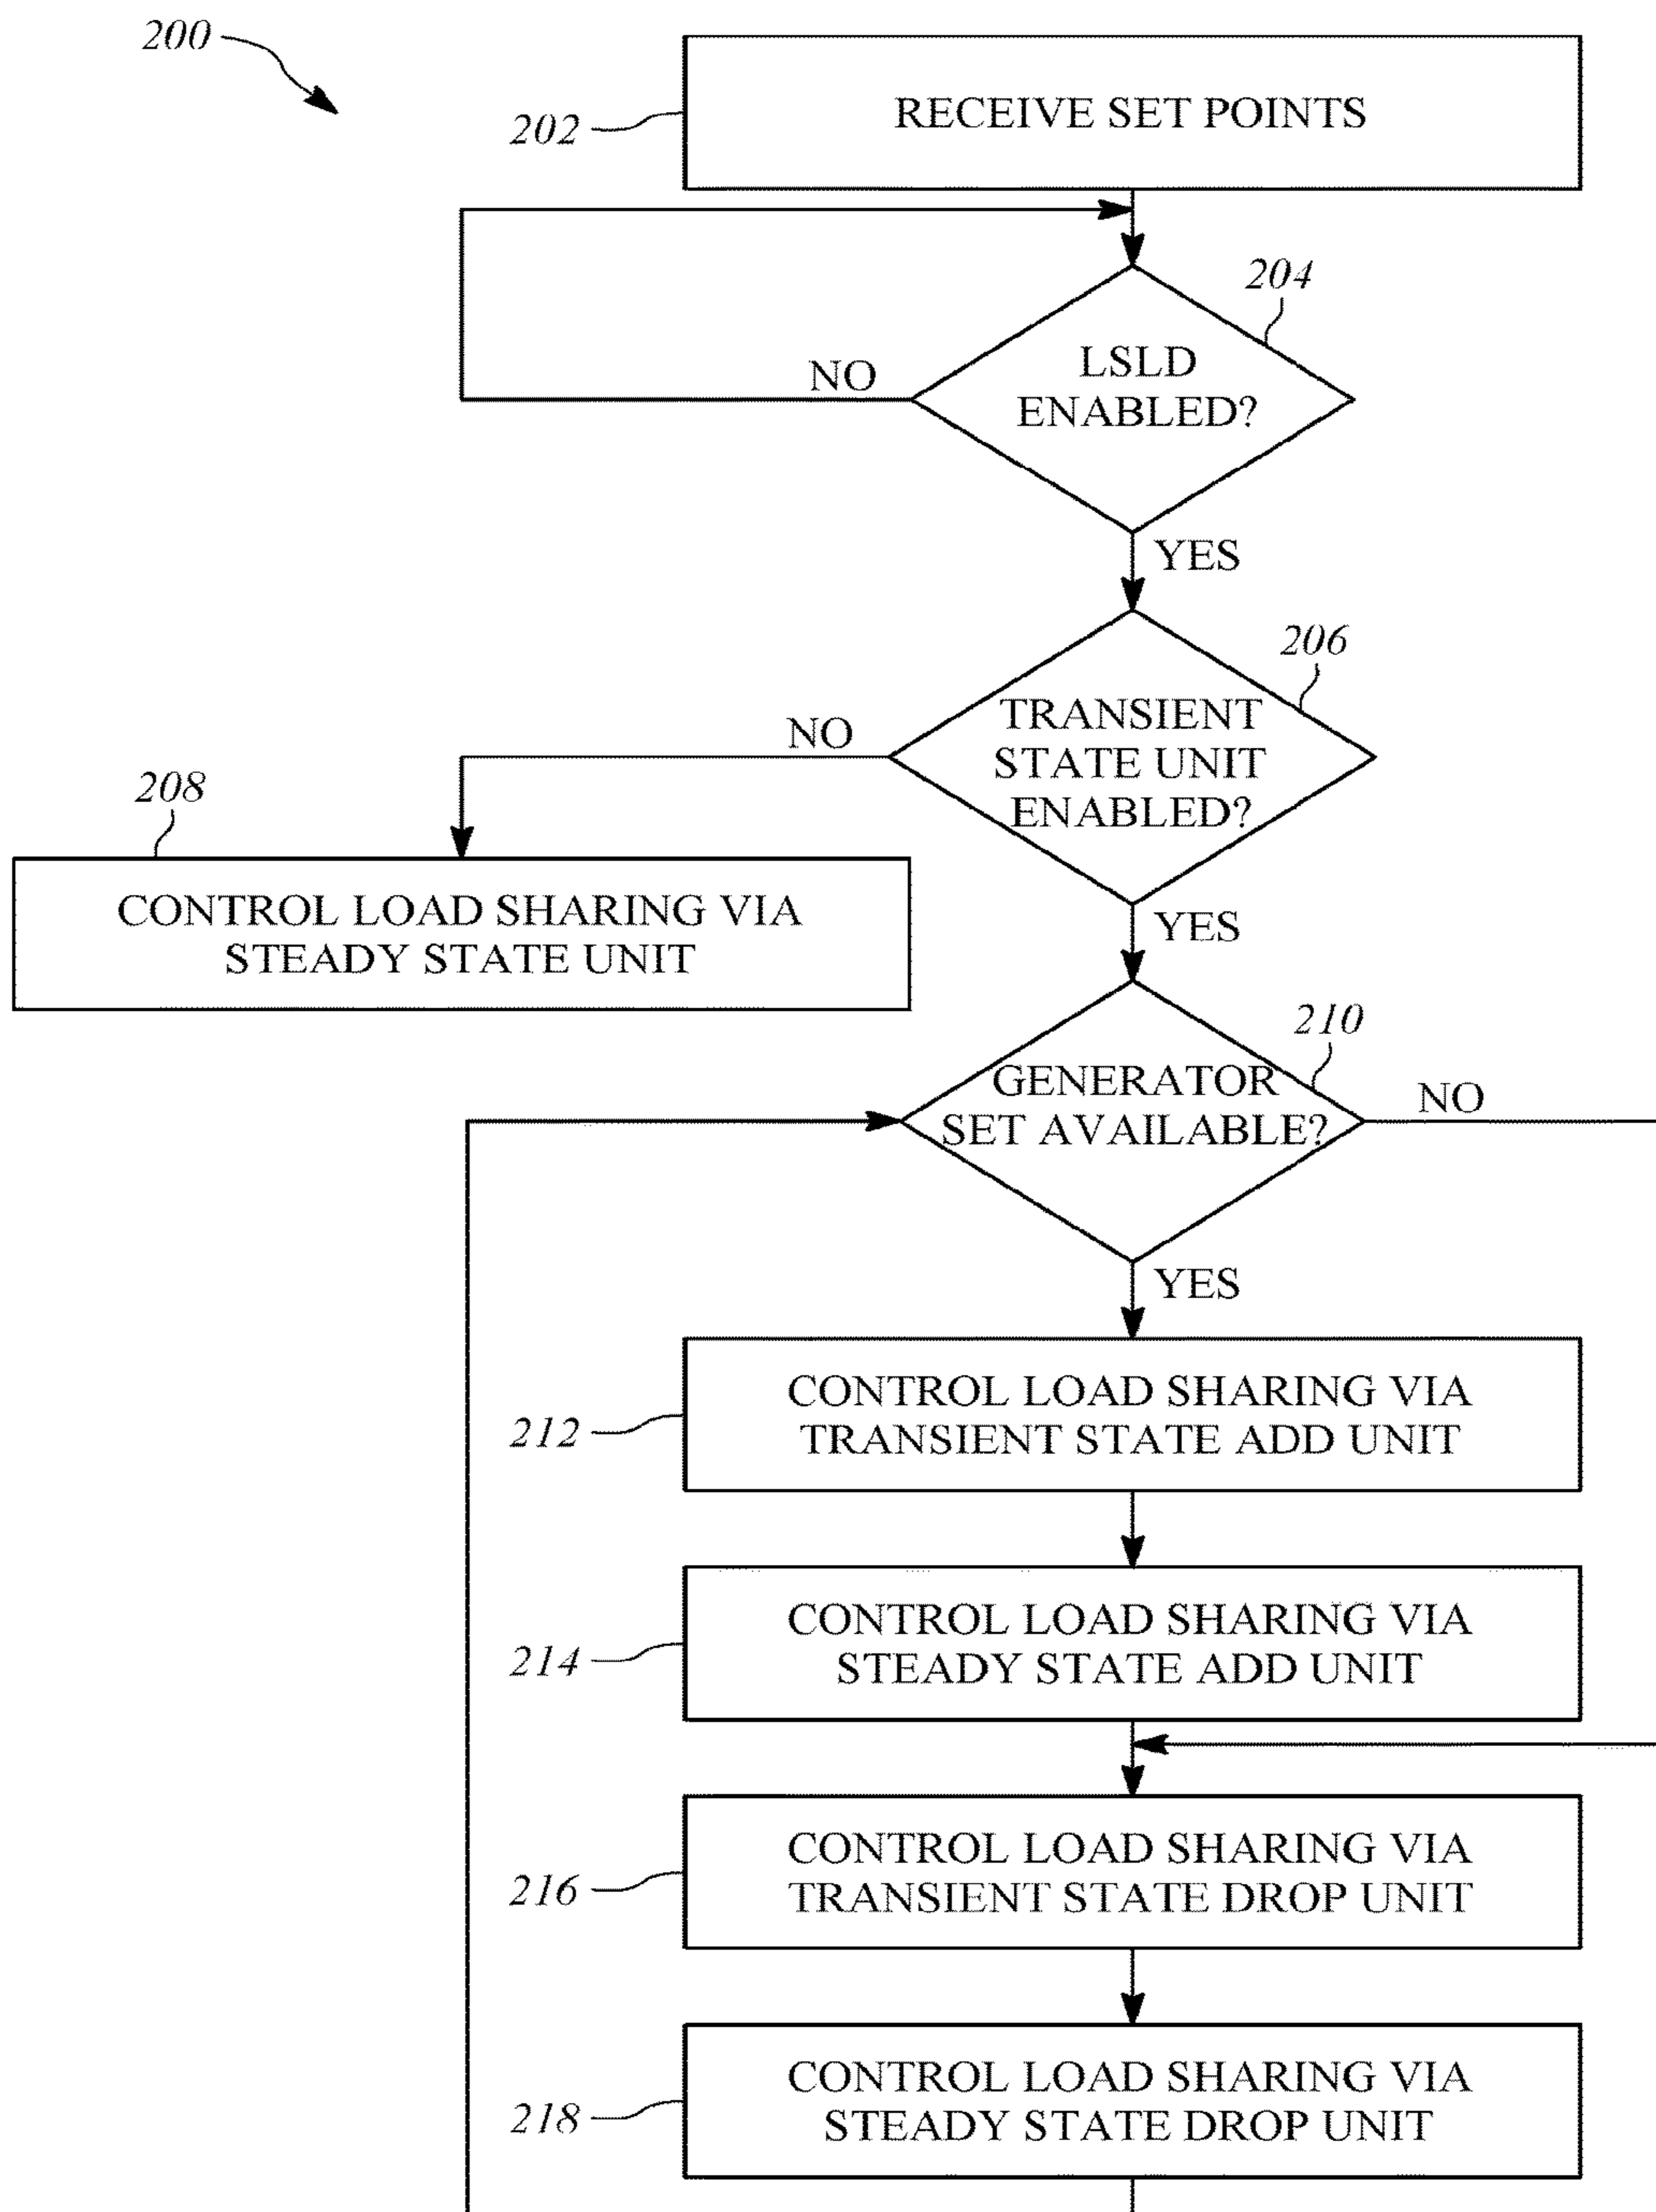 200
202
RECEIVE SET POINTS
204
LSLD
ENABLED?
NO
YES
206
TRANSIENT
STATE UNIT
ENABLED?
NO
208
CONTROL LOAD SHARING VIA
STEADY STATE UNIT
YES
210
GENERATOR
SET AVAILABLE?
NO
YES
212
CONTROL LOAD SHARING VIA
TRANSIENT STATE ADD UNIT
214
CONTROL LOAD SHARING VIA
STEADY STATE ADD UNIT
216
CONTROL LOAD SHARING VIA
TRANSIENT STATE DROP UNIT
218
CONTROL LOAD SHARING VIA
STEADY STATE DROP UNIT